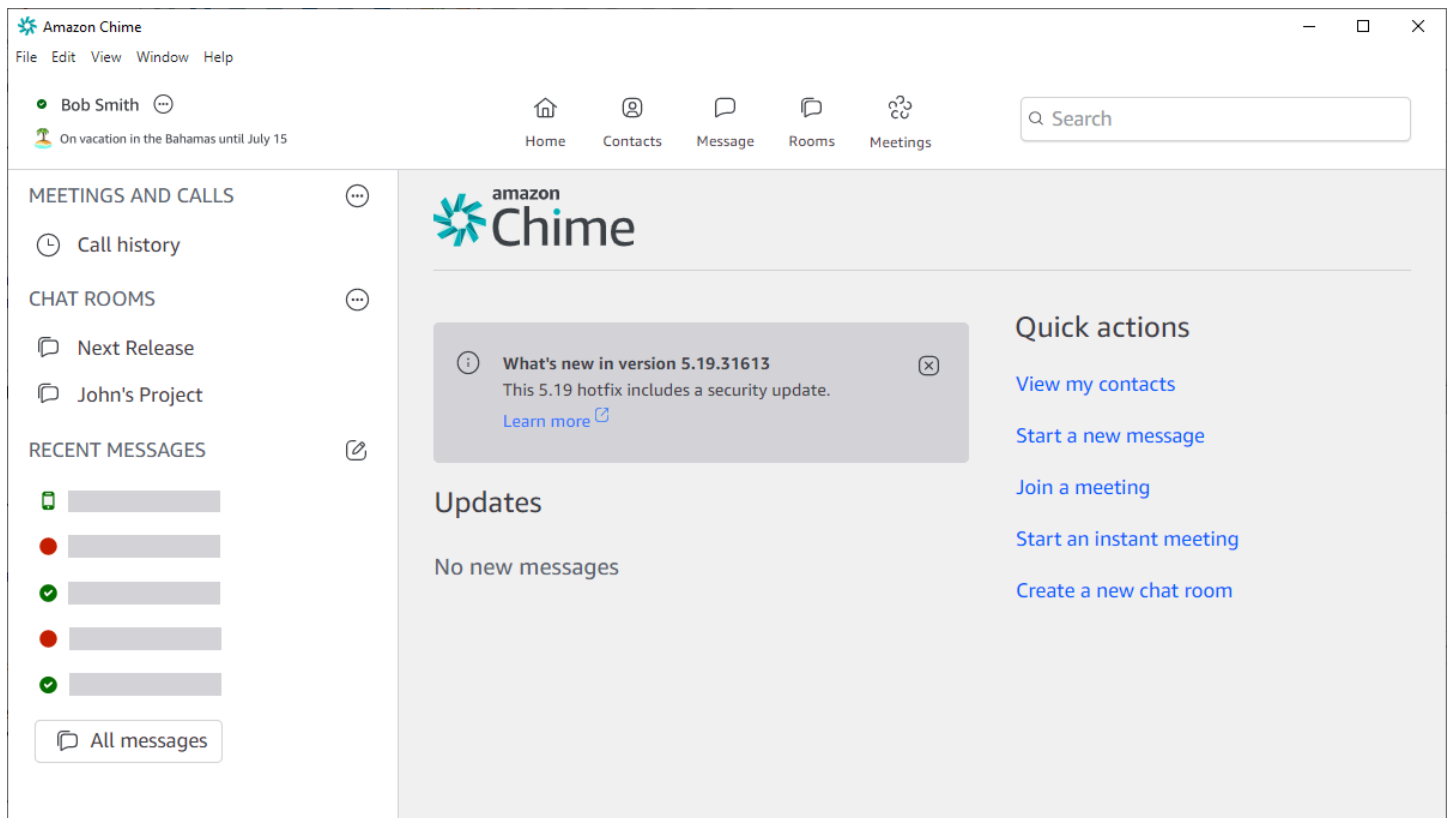 Amazon Chime
File Edit View Window Help
Bob Smith
On vacation in the Bahamas until July 15
Home Contacts Message Rooms Meetings
Search
MEETINGS AND CALLS
Call history
CHAT ROOMS
Next Release
John's Project
RECENT MESSAGES
All messages
amazon
Chime
What's new in version 5.19.31613
This 5.19 hotfix includes a security update.
Learn more
Updates
No new messages
Quick actions
View my contacts
Start a new message
Join a meeting
Start an instant meeting
Create a new chat room